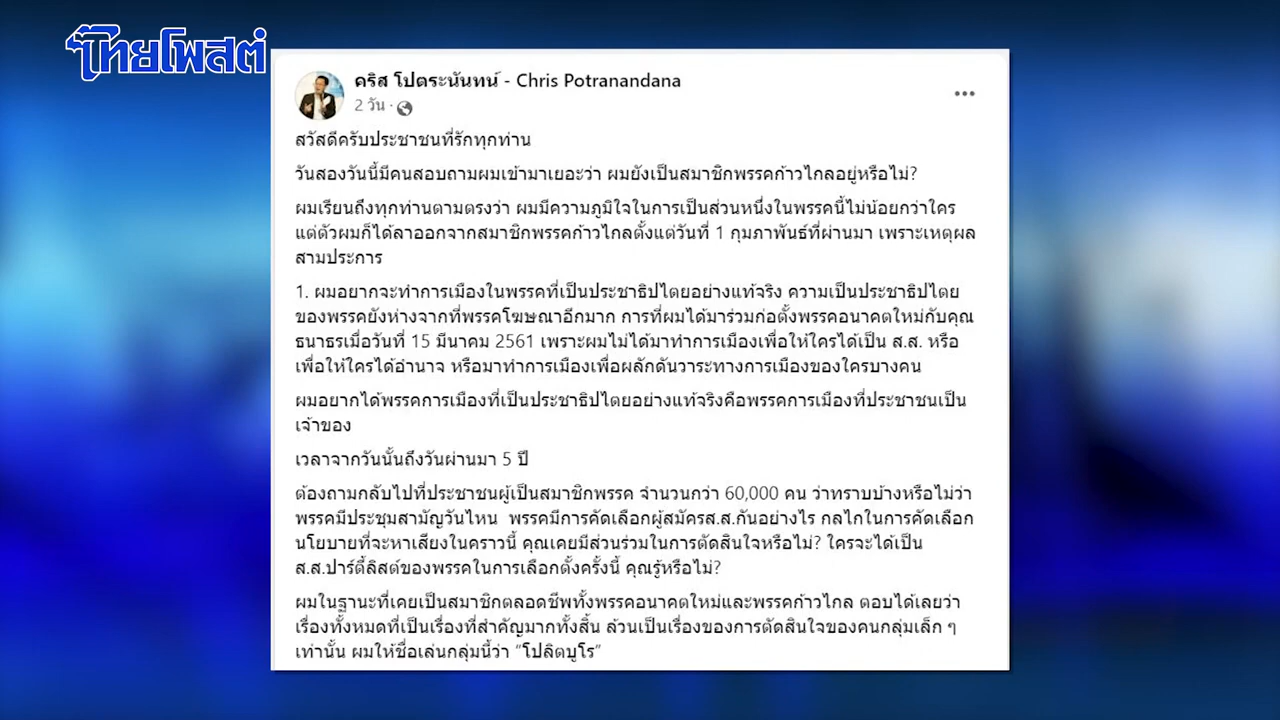 ไทยโพสต์
คริส โปตระนันทน์ - Chris Potranandana
2 วัน ·
สวัสดีครับประชาชนที่รักทุกท่าน
วันสองวันนี้มีคนสอบถามผมเข้ามาเยอะว่า ผมยังเป็นสมาชิกพรรคก้าวไกลอยู่หรือไม่?
ผมเรียนถึงทุกท่านตามตรงว่า ผมมีความภูมิใจในการเป็นส่วนหนึ่งในพรรคนี้ไม่น้อยกว่าใคร
แต่ตัวผมก็ได้ลาออกจากสมาชิกพรรคก้าวไกลตั้งแต่วันที่ 1 กุมภาพันธ์ที่ผ่านมา เพราะเหตุผล
สามประการ
1. ผมอยากจะทำการเมืองในพรรคที่เป็นประชาธิปไตยอย่างแท้จริง ความเป็นประชาธิปไตย
ของพรรคยังห่างจากที่พรรคโฆษณาอีกมาก การที่ผมได้มาร่วมก่อตั้งพรรคอนาคตใหม่กับคุณ
ธนาธรเมื่อวันที่ 15 มีนาคม 2561 เพราะผมไม่ได้มาทำการเมืองเพื่อให้ใครได้เป็น ส.ส. หรือ
เพื่อให้ใครได้อำนาจ หรือมาทำการเมืองเพื่อผลักดันวาระทางการเมืองของใครบางคน
ผมอยากได้พรรคการเมืองที่เป็นประชาธิปไตยอย่างแท้จริงคือพรรคการเมืองที่ประชาชนเป็น
เจ้าของ
เวลาจากวันนั้นถึงวันผ่านมา 5 ปี
ต้องถามกลับไปที่ประชาชนผู้เป็นสมาชิกพรรค จำนวนกว่า 60,000 คน ว่าทราบบ้างหรือไม่ว่า
พรรคมีประชุมสามัญวันไหน พรรคมีการคัดเลือกผู้สมัครส.ส.กันอย่างไร กลไกในการคัดเลือก
นโยบายที่จะหาเสียงในคราวนี้ คุณเคยมีส่วนร่วมในการตัดสินใจหรือไม่? ใครจะได้เป็น
ส.ส.ปาร์ตี้ลิสต์ของพรรคในการเลือกตั้งครั้งนี้ คุณรู้หรือไม่?
ผมในฐานะที่เคยเป็นสมาชิกตลอดชีพทั้งพรรคอนาคตใหม่และพรรคก้าวไกล ตอบได้เลยว่า
เรื่องทั้งหมดที่เป็นเรื่องที่สำคัญมากทั้งสิ้น ล้วนเป็นเรื่องของการตัดสินใจของคนกลุ่มเล็ก ๆ
เท่านั้น ผมให้ชื่อเล่นกลุ่มนี้ว่า “โปลิตบูโร”